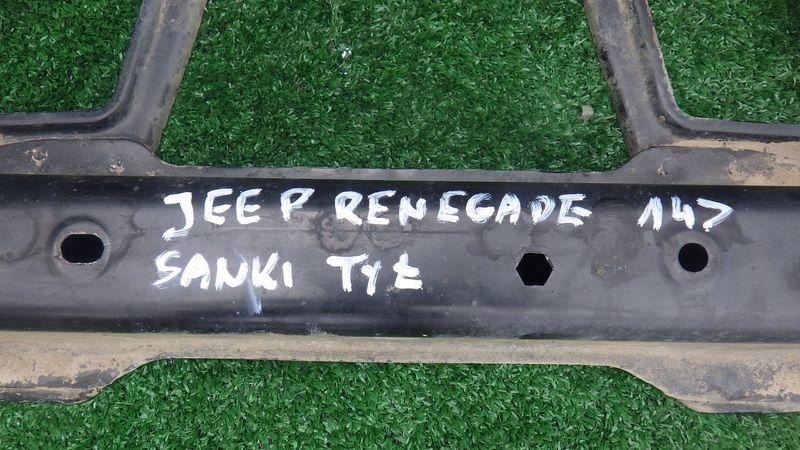 JEEP RENEGADE 14>
SANKI TYŁ